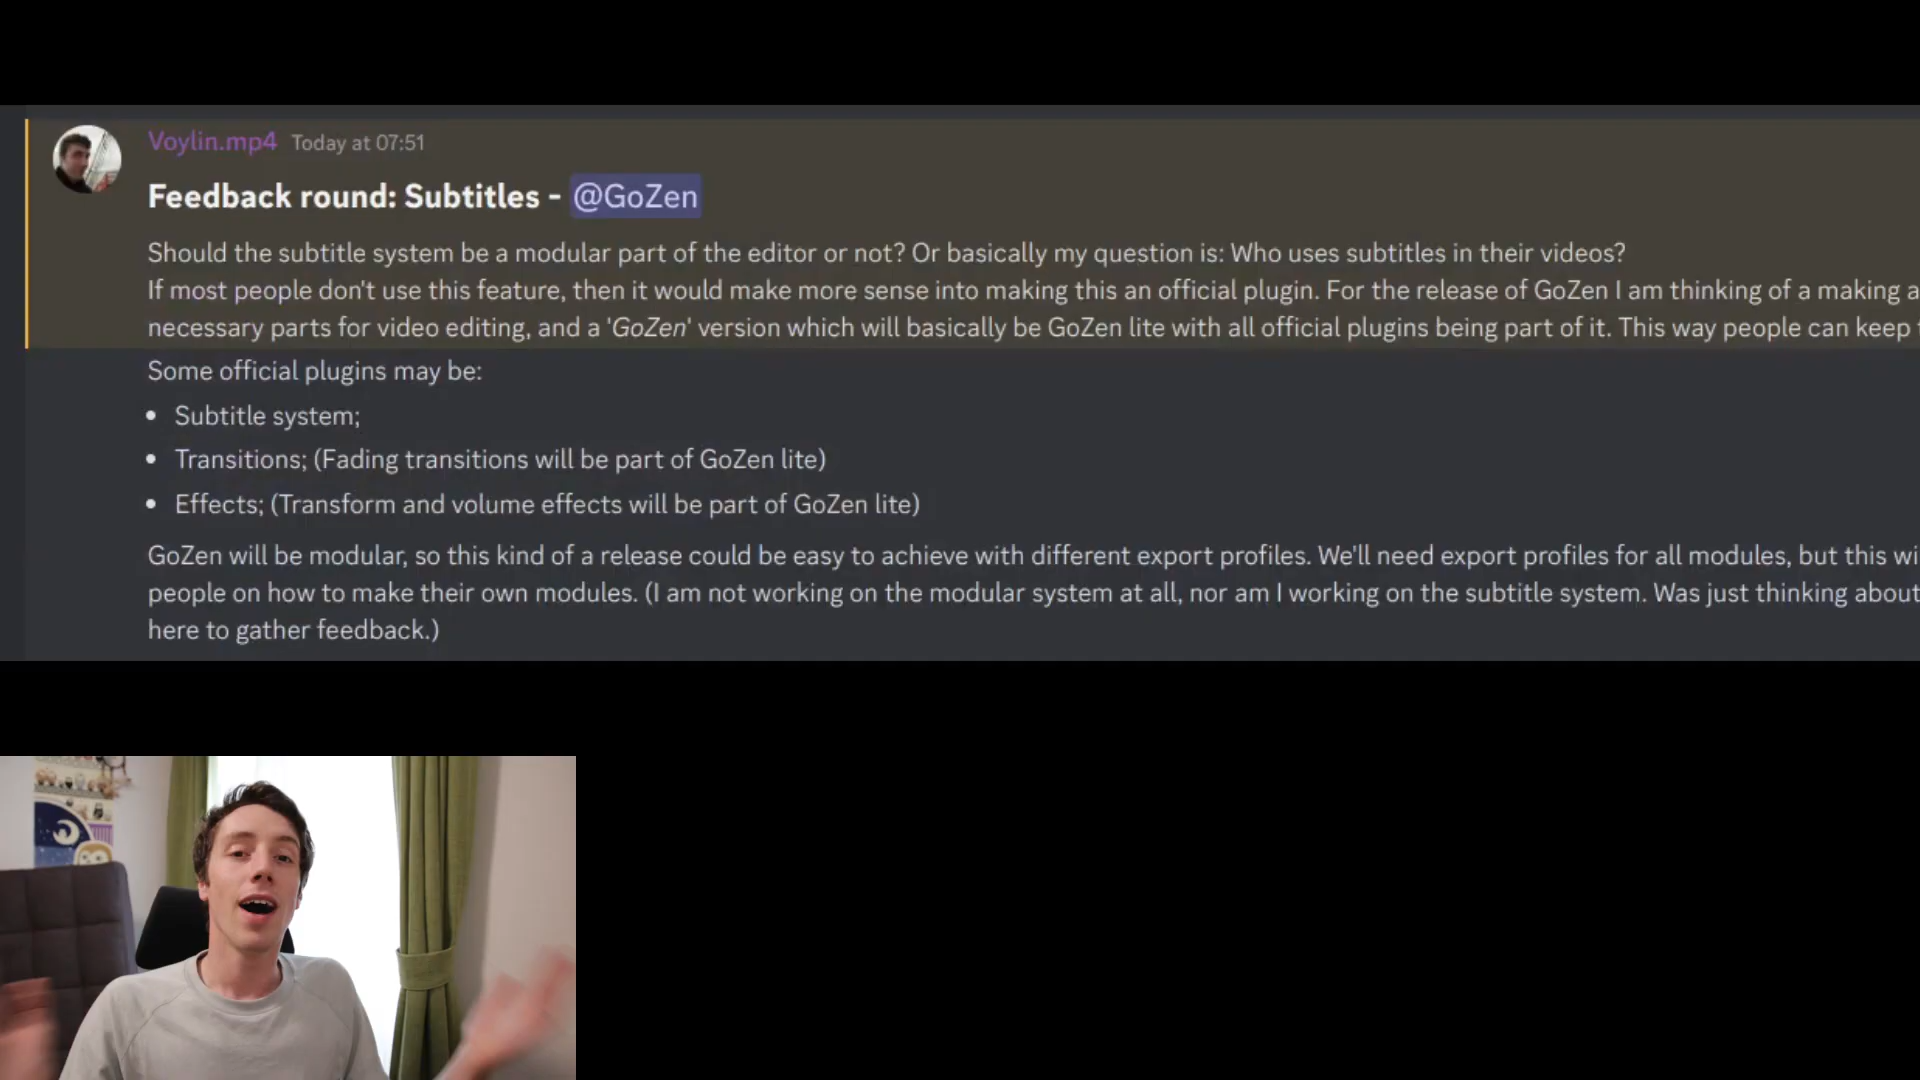 Voylin.mp4 Today at 07:51
Feedback round: Subtitles - @GoZen
Should the subtitle system be a modular part of the editor or not? Or basically my question is: Who uses subtitles in their videos?
If most people don't use this feature, then it would make more sense into making this an official plugin. For the release of GoZen I am thinking of a making a
necessary parts for video editing, and a 'GoZen' version which will basically be GoZen lite with all official plugins being part of it. This way people can keep
Some official plugins may be:
• Subtitle system;
• Transitions; (Fading transitions will be part of GoZen lite)
• Effects; (Transform and volume effects will be part of GoZen lite)
GoZen will be modular, so this kind of a release could be easy to achieve with different export profiles. We'll need export profiles for all modules, but this wi
people on how to make their own modules. (I am not working on the modular system at all, nor am I working on the subtitle system. Was just thinking about
here to gather feedback.)